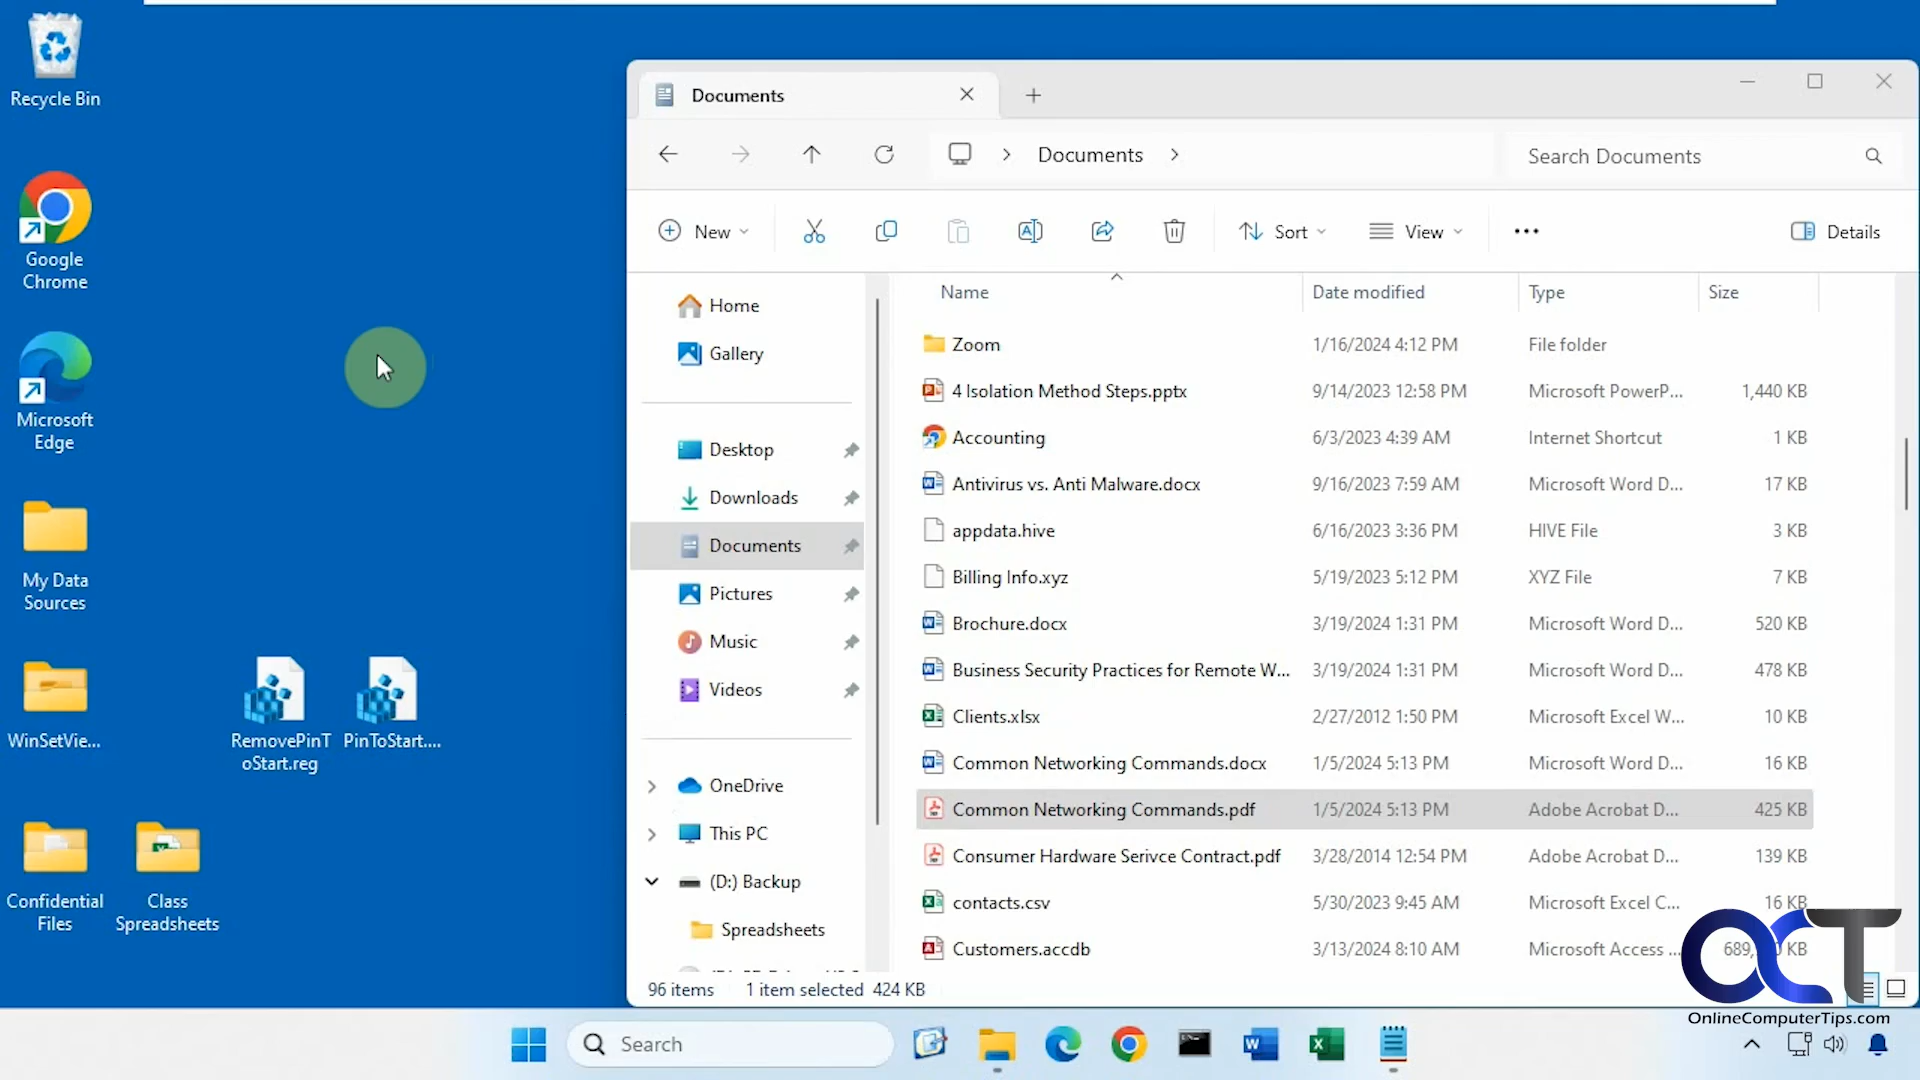 Recycle Bin
Google
Chrome
Microsoft
Edge
My Data
Sources
WinSetVie...
RemovePinT
oStart.reg
PinToStart....
Confidential
Files
Class
Spreadsheets
Documents
Documents
Search Documents
New
Sort
View
Details
Home
Gallery
Desktop
Downloads
Documents
Pictures
Music
Videos
OneDrive
This PC
(D:) Backup
Spreadsheets
Name Date modified Type Size
Zoom 1/16/2024 4:12 PM File folder
4 Isolation Method Steps.pptx 9/14/2023 12:58 PM Microsoft PowerP... 1,440 KB
Accounting 6/3/2023 4:39 AM Internet Shortcut 1 KB
Antivirus vs. Anti Malware.docx 9/16/2023 7:59 AM Microsoft Word D... 17 KB
appdata.hive 6/16/2023 3:36 PM HIVE File 3 KB
Billing Info.xyz 5/19/2023 5:12 PM XYZ File 7 KB
Brochure.docx 3/19/2024 1:31 PM Microsoft Word D... 520 KB
Business Security Practices for Remote W... 3/19/2024 1:31 PM Microsoft Word D... 478 KB
Clients.xlsx 2/27/2012 1:50 PM Microsoft Excel W... 10 KB
Common Networking Commands.docx 1/5/2024 5:13 PM Microsoft Word D... 16 KB
Common Networking Commands.pdf 1/5/2024 5:13 PM Adobe Acrobat D... 425 KB
Consumer Hardware Serivce Contract.pdf 3/28/2014 12:54 PM Adobe Acrobat D... 139 KB
contacts.csv 5/30/2023 9:45 AM Microsoft Excel C... 16 KB
Customers.accdb 3/13/2024 8:10 AM Microsoft Access ... KB
96 items 1 item selected 424 KB
OCT
OnlineComputerTips.com
Search